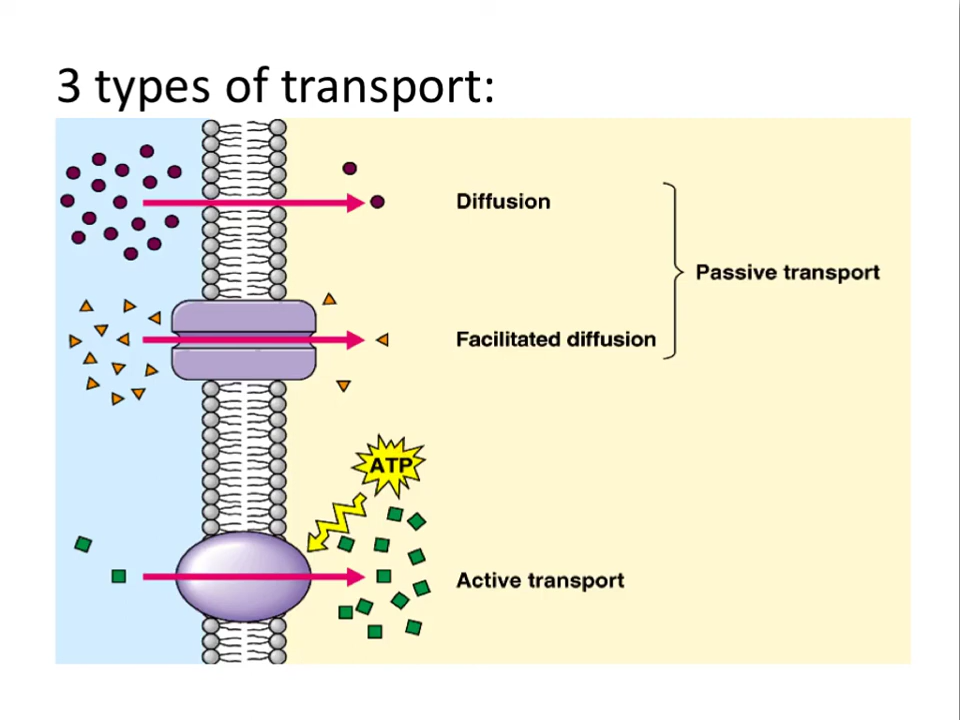 3 types of transport:
Diffusion
Passive transport
Facilitated diffusion
ATP
Active transport